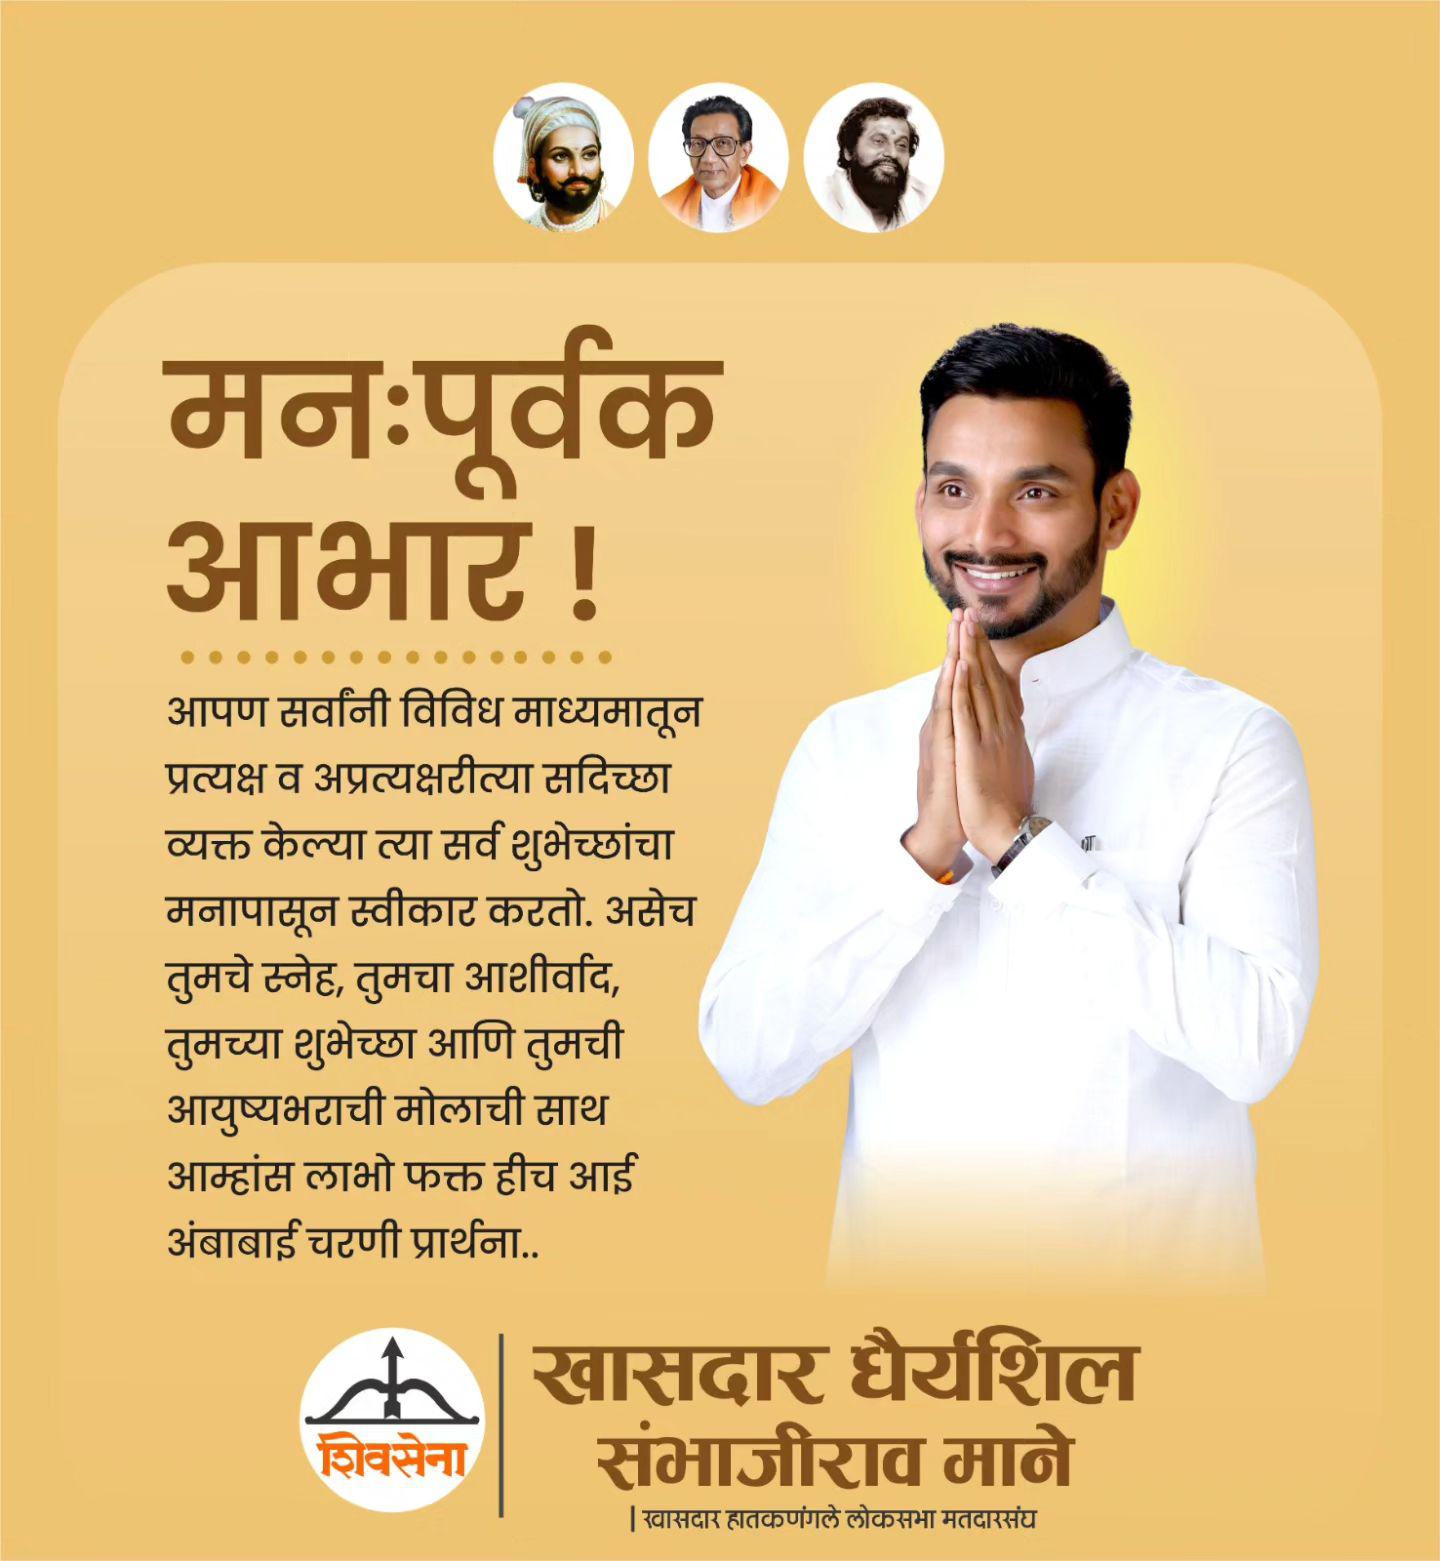 मनःपूर्वक
आभार !
आपण सर्वांनी विविध माध्यमातून
प्रत्यक्ष व अप्रत्यक्षरीत्या सदिच्छा
व्यक्त केल्या त्या सर्व शुभेच्छांचा
मनापासून स्वीकार करतो. असेच
तुमचे स्नेह, तुमचा आशीर्वाद,
तुमच्या शुभेच्छा आणि तुमची
आयुष्यभराची मोलाची साथ
आम्हांस लाभो फक्त हीच आई
अंबाबाई चरणी प्रार्थना..
शिवसेना
खासदार धैर्यशिल
संभाजीराव माने
| खासदार हातकणंगले लोकसभा मतदारसंघ